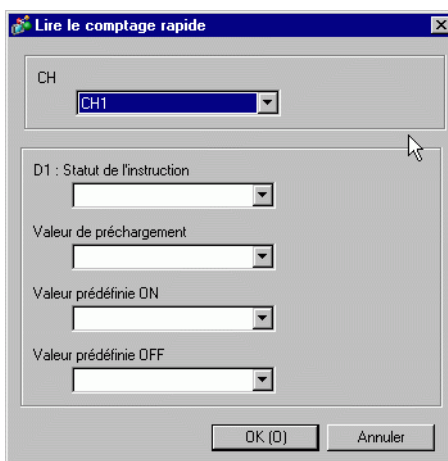 Lire le comptage rapide
CH
CH1
D1 : Statut de l'instruction
Valeur de préchargement
Valeur prédéfinie ON
Valeur prédéfinie OFF
OK (O)
Annuler